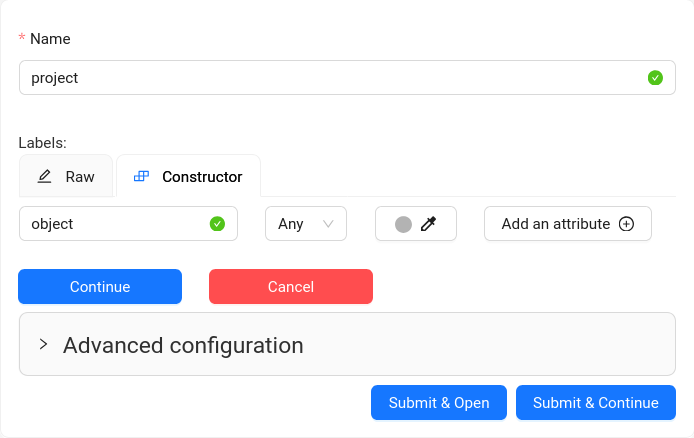 * Name
project
Labels:
Raw Constructor
object Any Add an attribute
Continue Cancel
Advanced configuration
Submit & Open Submit & Continue